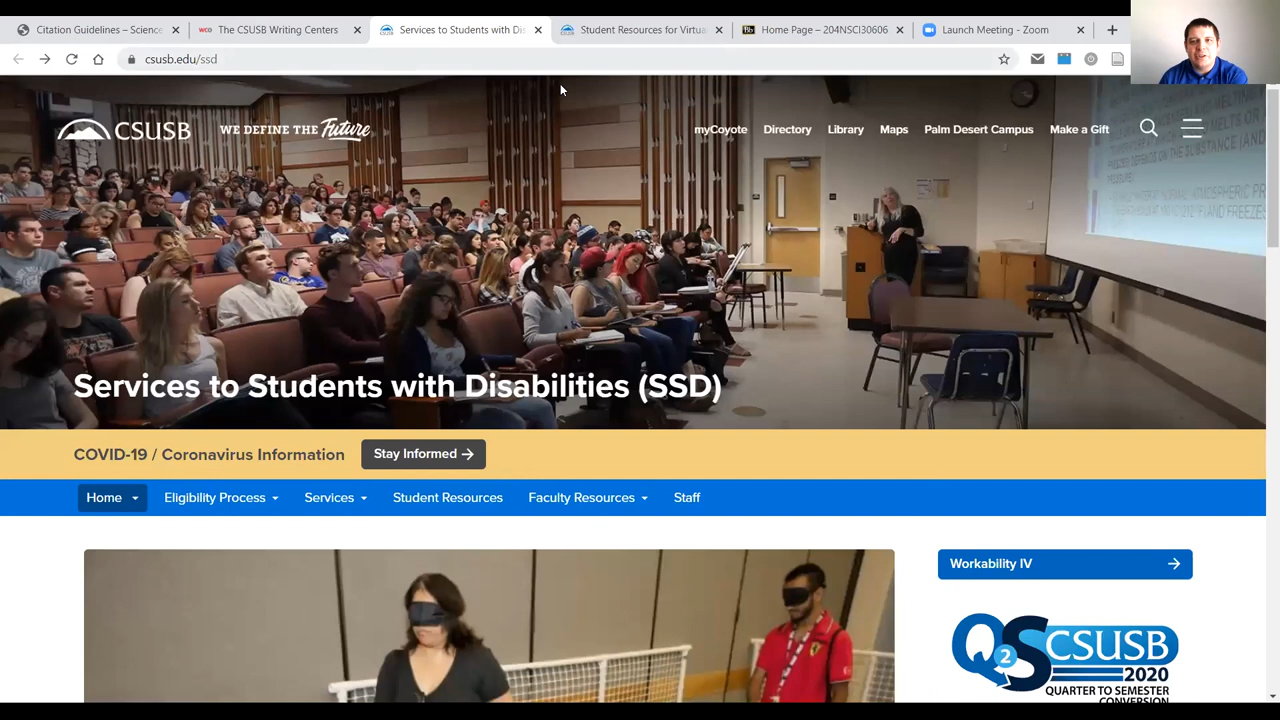 Citation Guidelines – Science
The CSUSB Writing Centers
Services to Students with Dis
Student Resources for Virtua
Home Page – 204NSCI30606
Launch Meeting - Zoom
csusb.edu/ssd
CSUSB
WE DEFINE THE Future
myCoyote
Directory
Library
Maps
Palm Desert Campus
Make a Gift
Services to Students with Disabilities (SSD)
COVID-19 / Coronavirus Information
Stay Informed →
Home
Eligibility Process
Services
Student Resources
Faculty Resources
Staff
Workability IV →
Q2S CSUSB
2020
QUARTER TO SEMESTER
CONVERSION